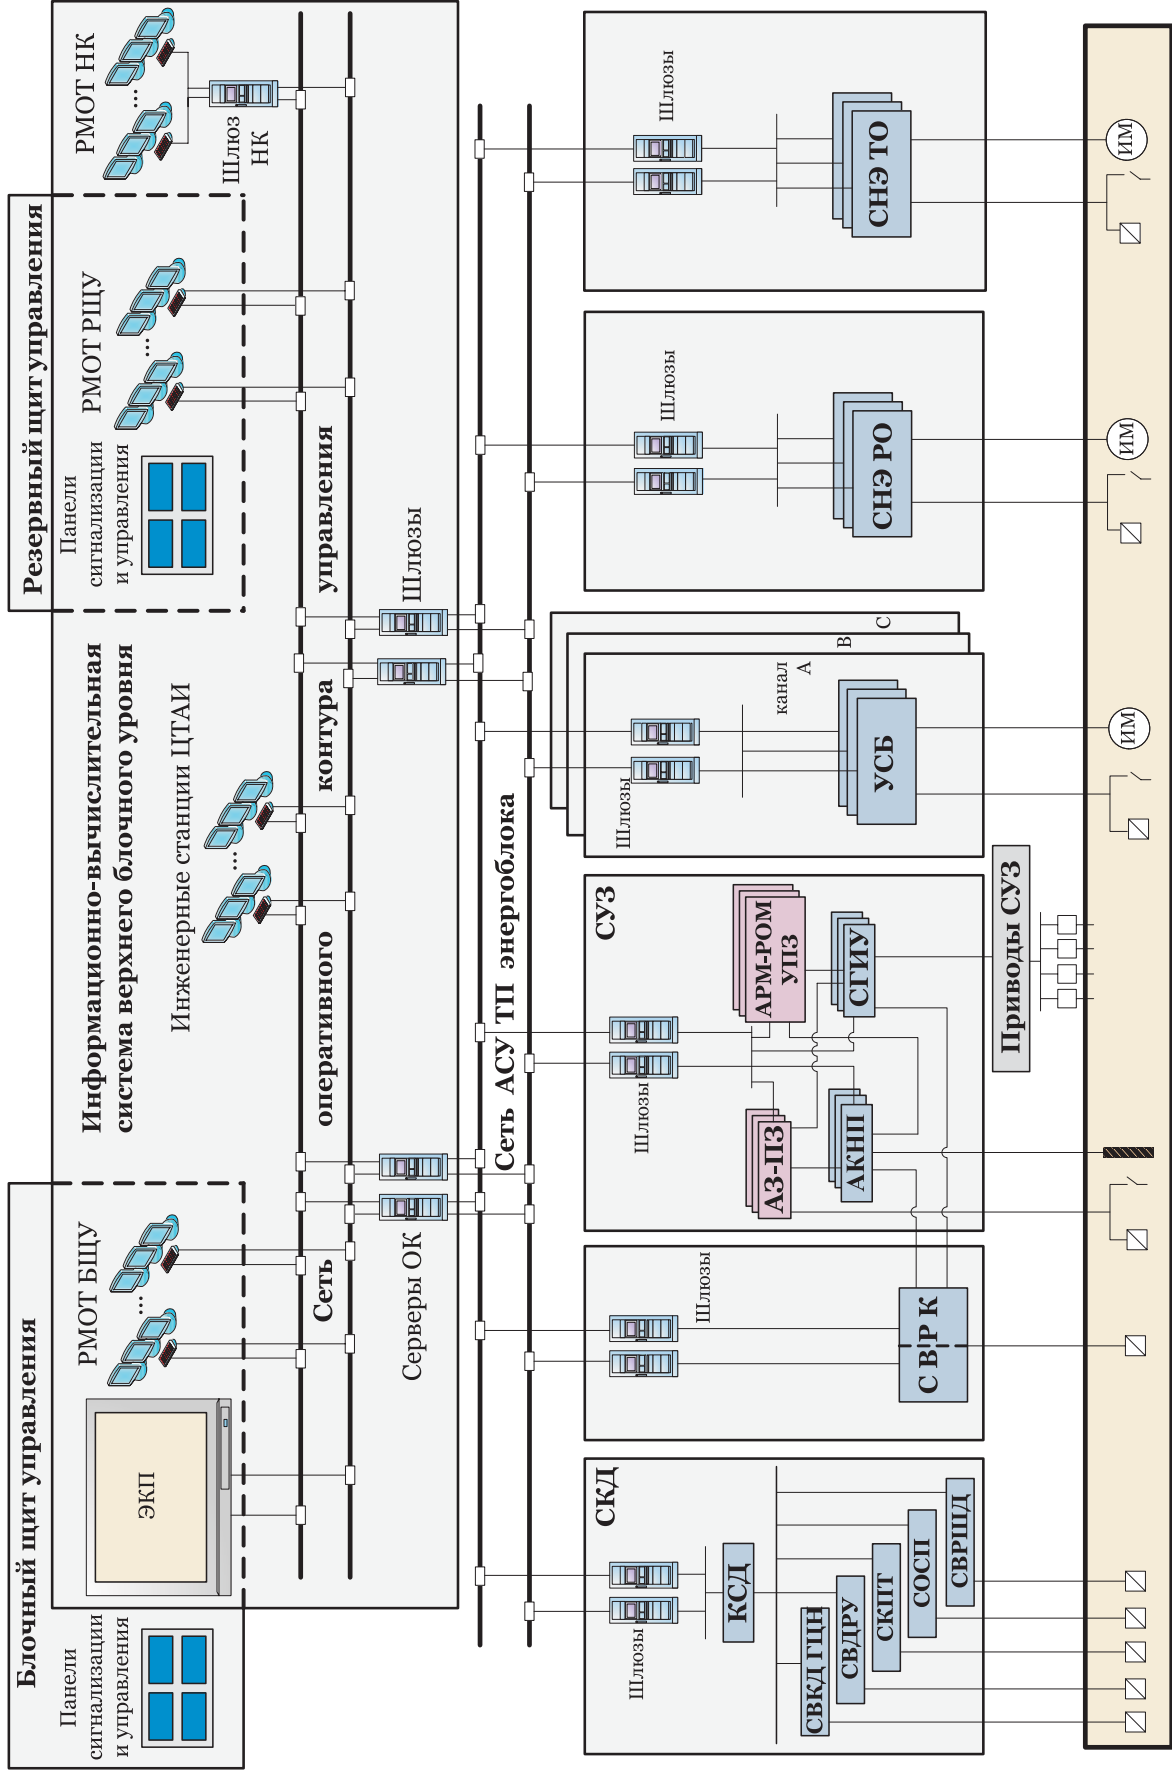 Блочный щит управления
Панели
сигнализации
и управления
ЭКП
РМОТ БЩУ
...
Информационно-вычислительная
система верхнего блочного уровня
Инженерные станции ЦТАИ
...
Резервный щит управления
Панели
сигнализации
и управления
РМОТ РЩУ
...
РМОТ НК
...
Шлюз
НК
Сеть оперативного контура управления
Серверы ОК
Шлюзы
Сеть АСУ ТП энергоблока
СКД
Шлюзы
КСД
СВКД ГЦН
СВДРУ
СКПТ
СОСП
СВРШД
Шлюзы
С В Р К
СУЗ
Шлюзы
АЗ-ПЗ
АРМ-РОМ
УПЗ
АКНП
СГИУ
Приводы СУЗ
Шлюзы
канал
А
В
С
УСБ
ИМ
Шлюзы
СНЭ РО
ИМ
Шлюзы
СНЭ ТО
ИМ